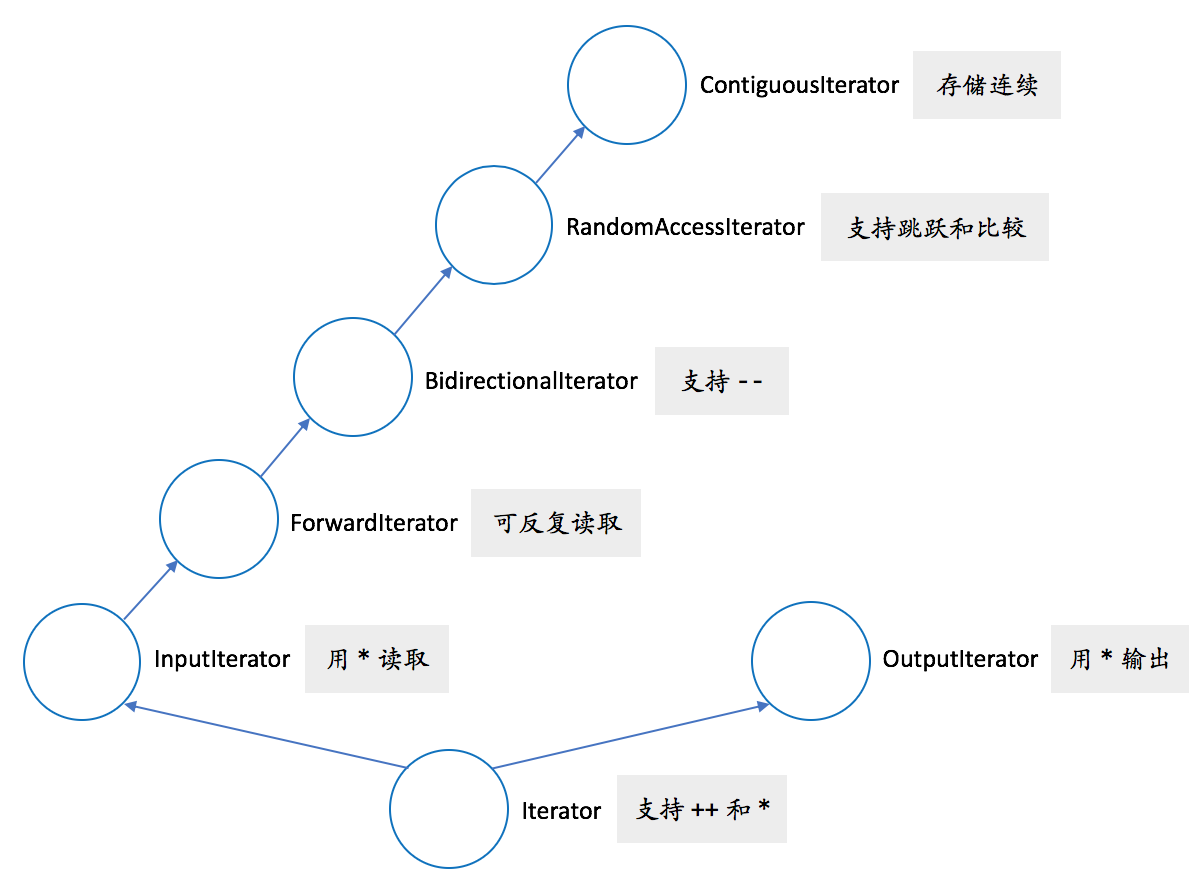 ContiguousIterator 存储连续
RandomAccessIterator 支持跳跃和比较
BidirectionalIterator 支持 - -
ForwardIterator 可反复读取
InputIterator 用 * 读取
OutputIterator 用 * 输出
Iterator 支持 ++ 和 *